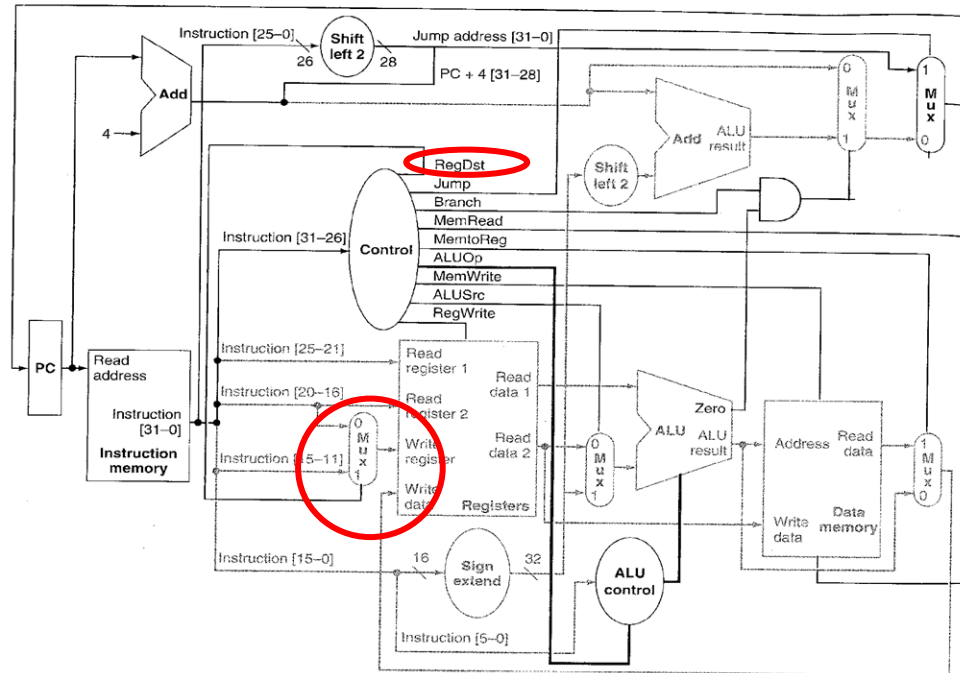 Instruction [25–0]
Shift
left 2
Jump address [31–0]
26
28
PC + 4 [31–28]
Add
4
0
M
u
x
1
1
M
u
x
0
Add
ALU
result
Shift
left 2
RegDst
Jump
Branch
MemRead
MemtoReg
ALUOp
MemWrite
ALUSrc
RegWrite
Instruction [31–26]
Control
PC
Read
address
Instruction
[31–0]
Instruction
memory
Instruction [25–21]
Instruction [20–16]
Instruction [15–11]
Instruction [15–0]
Instruction [5–0]
0
M
u
x
1
Read
register 1
Read
register 2
Write
register
Write
data
Read
data 1
Read
data 2
Registers
0
M
u
x
1
Zero
ALU
ALU
result
Address
Read
data
Write
data
Data
memory
1
M
u
x
0
16
Sign
extend
32
ALU
control